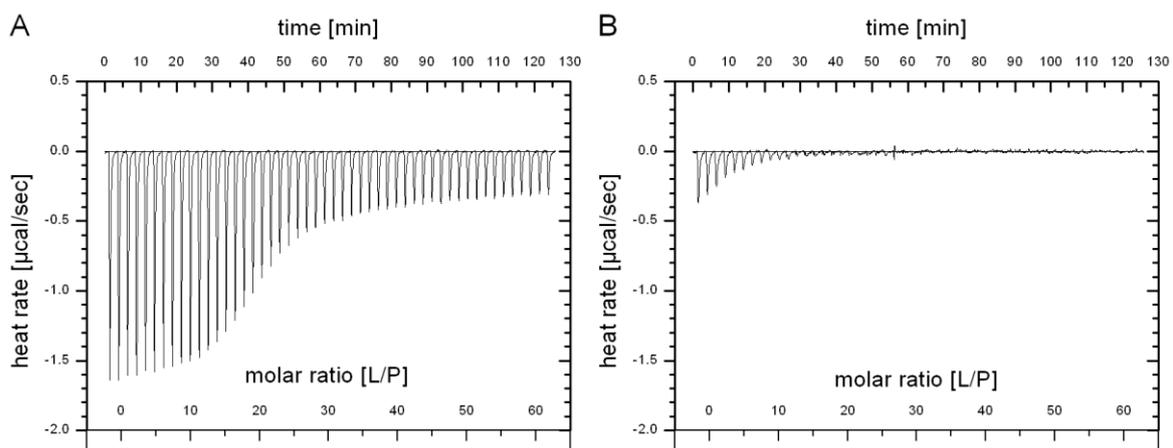 A
time [min]
0 10 20 30 40 50 60 70 80 90 100 110 120 130
0.5
0.0
-0.5
-1.0
-1.5
-2.0
heat rate [µcal/sec]
molar ratio [L/P]
0 10 20 30 40 50 60
B
time [min]
0 10 20 30 40 50 60 70 80 90 100 110 120 130
0.5
0.0
-0.5
-1.0
-1.5
-2.0
heat rate [µcal/sec]
molar ratio [L/P]
0 10 20 30 40 50 60